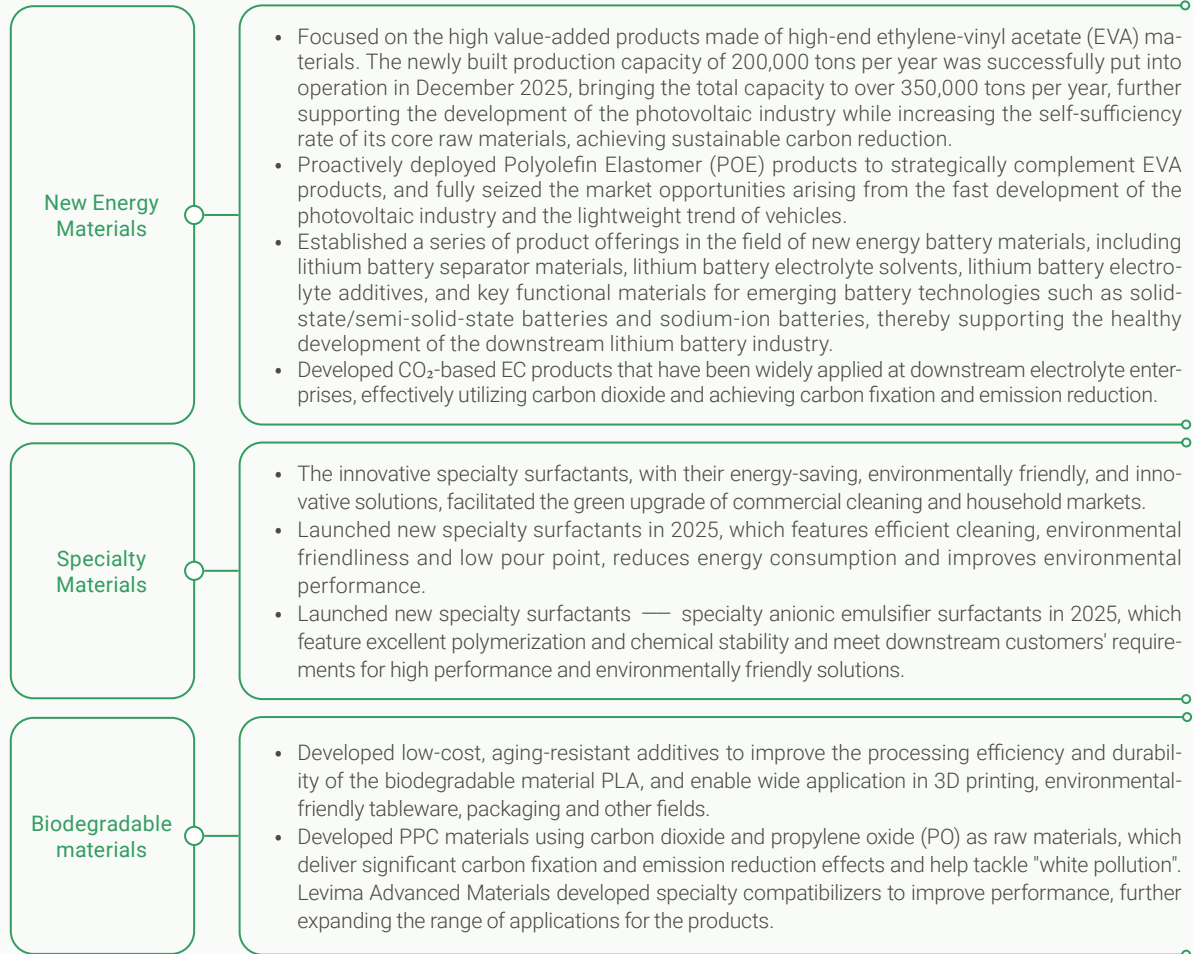 New Energy
Materials
• Focused on the high value-added products made of high-end ethylene-vinyl acetate (EVA) ma-
terials. The newly built production capacity of 200,000 tons per year was successfully put into
operation in December 2025, bringing the total capacity to over 350,000 tons per year, further
supporting the development of the photovoltaic industry while increasing the self-sufficiency
rate of its core raw materials, achieving sustainable carbon reduction.
• Proactively deployed Polyolefin Elastomer (POE) products to strategically complement EVA
products, and fully seized the market opportunities arising from the fast development of the
photovoltaic industry and the lightweight trend of vehicles.
• Established a series of product offerings in the field of new energy battery materials, including
lithium battery separator materials, lithium battery electrolyte solvents, lithium battery electro-
lyte additives, and key functional materials for emerging battery technologies such as solid-
state/semi-solid-state batteries and sodium-ion batteries, thereby supporting the healthy
development of the downstream lithium battery industry.
• Developed CO₂-based EC products that have been widely applied at downstream electrolyte enter-
prises, effectively utilizing carbon dioxide and achieving carbon fixation and emission reduction.
Specialty
Materials
• The innovative specialty surfactants, with their energy-saving, environmentally friendly, and inno-
vative solutions, facilitated the green upgrade of commercial cleaning and household markets.
• Launched new specialty surfactants in 2025, which features efficient cleaning, environmental
friendliness and low pour point, reduces energy consumption and improves environmental
performance.
• Launched new specialty surfactants —— specialty anionic emulsifier surfactants in 2025, which
feature excellent polymerization and chemical stability and meet downstream customers' require-
ments for high performance and environmentally friendly solutions.
Biodegradable
materials
• Developed low-cost, aging-resistant additives to improve the processing efficiency and durabil-
ity of the biodegradable material PLA, and enable wide application in 3D printing, environmental-
friendly tableware, packaging and other fields.
• Developed PPC materials using carbon dioxide and propylene oxide (PO) as raw materials, which
deliver significant carbon fixation and emission reduction effects and help tackle "white pollution".
Levima Advanced Materials developed specialty compatibilizers to improve performance, further
expanding the range of applications for the products.